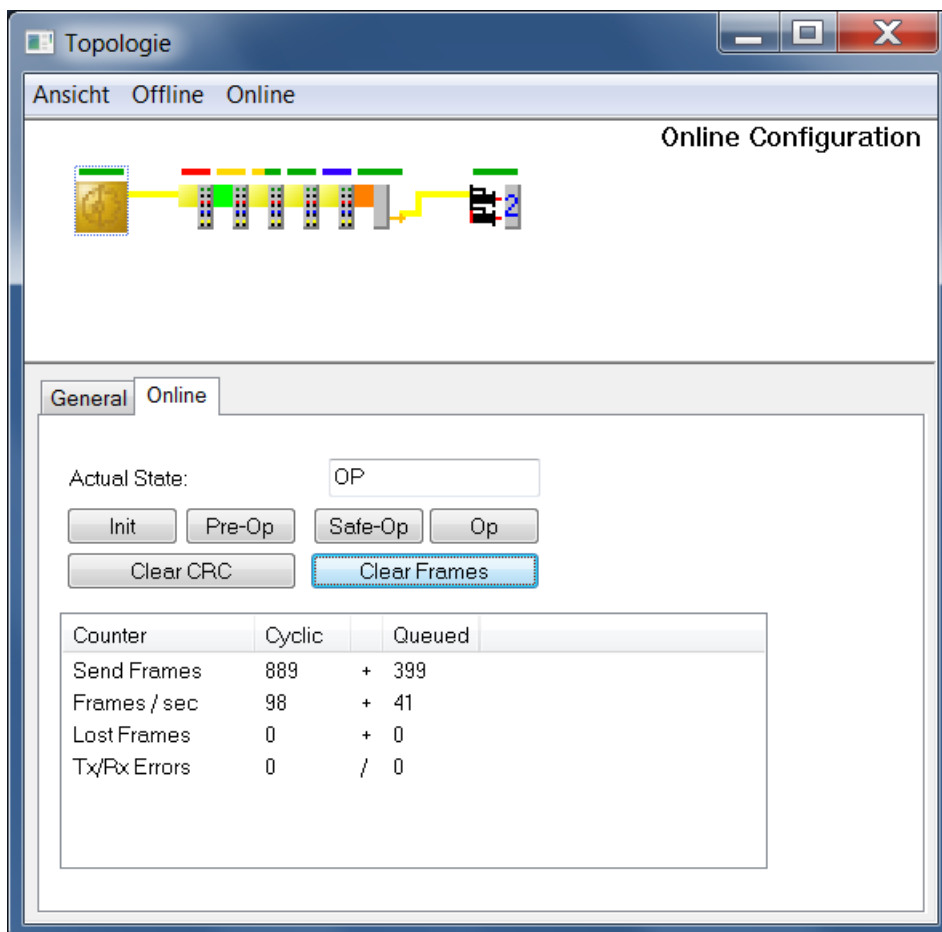 Topologie
Ansicht Offline Online
Online Configuration
2
General Online
Actual State: OP
Init Pre-Op Safe-Op Op
Clear CRC Clear Frames
Counter Cyclic Queued
Send Frames 889 + 399
Frames / sec 98 + 41
Lost Frames 0 + 0
Tx/Rx Errors 0 / 0